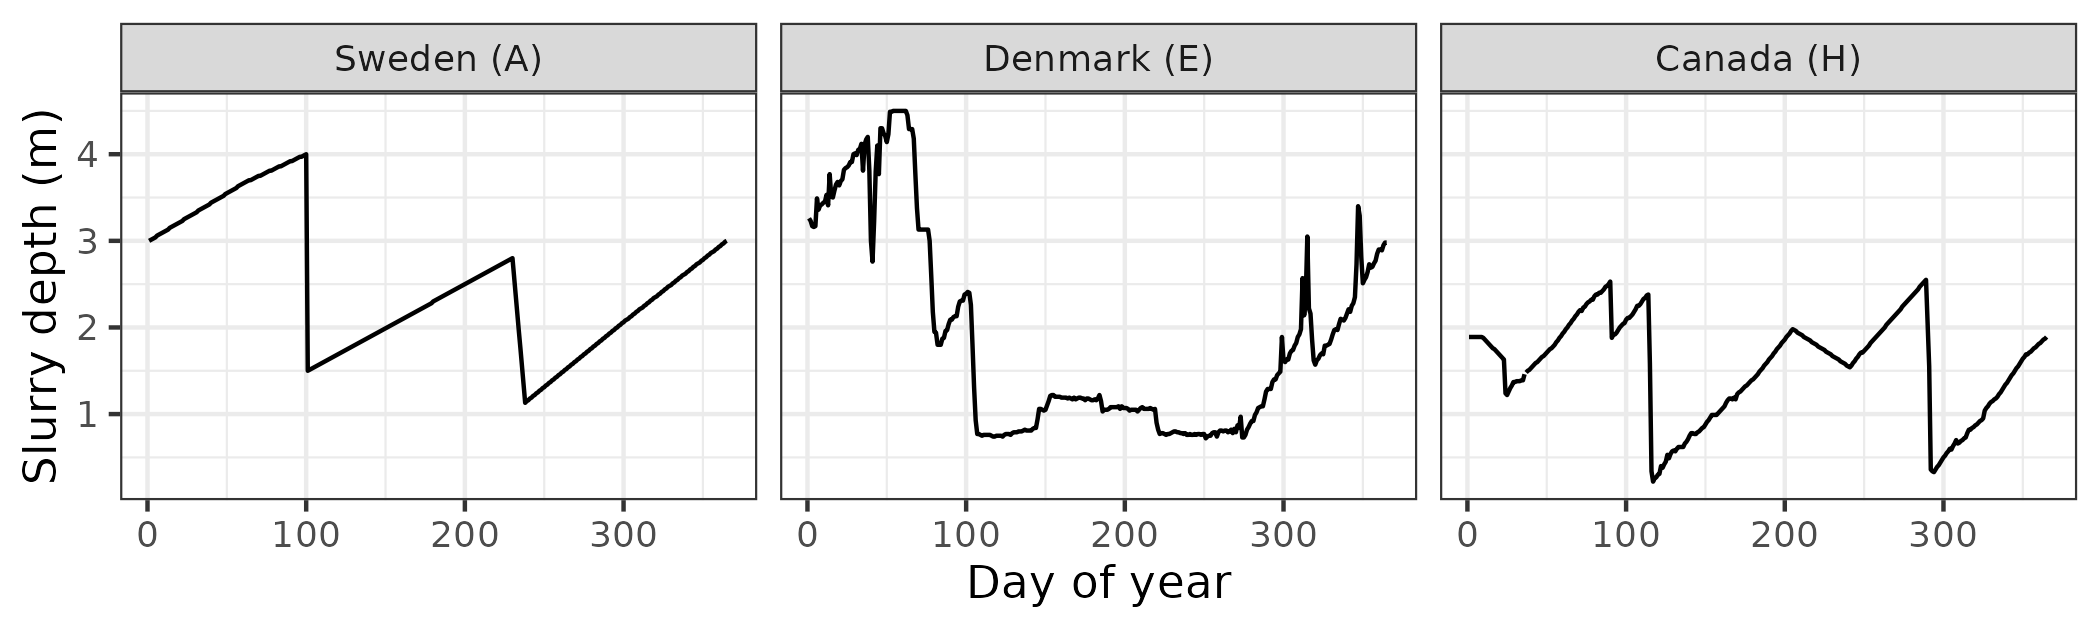 Sweden (A) Denmark (E) Canada (H)
Slurry depth (m)
4
3
2
1
0 100 200 300 0 100 200 300 0 100 200 300
Day of year